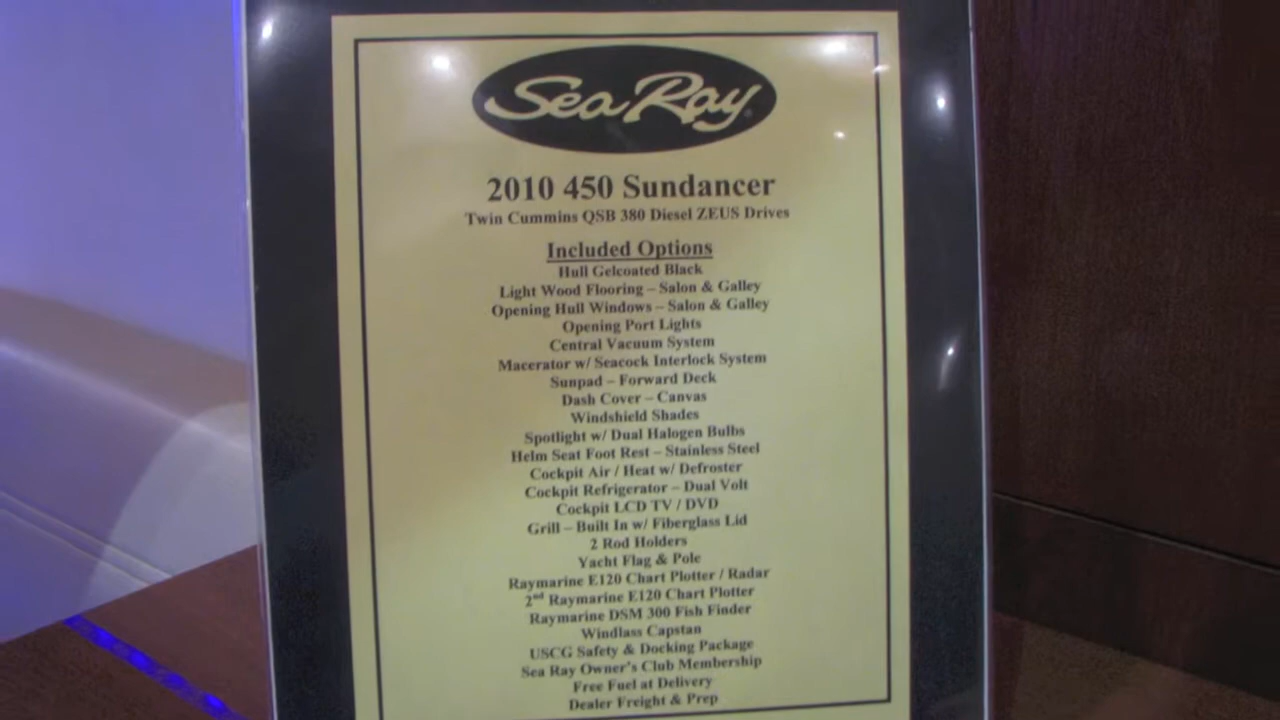 Sea Ray
2010 450 Sundancer
Twin Cummins QSB 380 Diesel ZEUS Drives
Included Options
Hull Gelcoated Black
Light Wood Flooring – Salon & Galley
Opening Hull Windows – Salon & Galley
Opening Port Lights
Central Vacuum System
Macerator w/ Seacock Interlock System
Sunpad – Forward Deck
Dash Cover – Canvas
Windshield Shades
Spotlight w/ Dual Halogen Bulbs
Helm Seat Foot Rest – Stainless Steel
Cockpit Air / Heat w/ Defroster
Cockpit Refrigerator – Dual Volt
Cockpit LCD TV / DVD
Grill – Built In w/ Fiberglass Lid
2 Rod Holders
Yacht Flag & Pole
Raymarine E120 Chart Plotter / Radar
2nd Raymarine E120 Chart Plotter
Raymarine DSM 300 Fish Finder
Windlass Capstan
USCG Safety & Docking Package
Sea Ray Owner's Club Membership
Free Fuel at Delivery
Dealer Freight & Prep